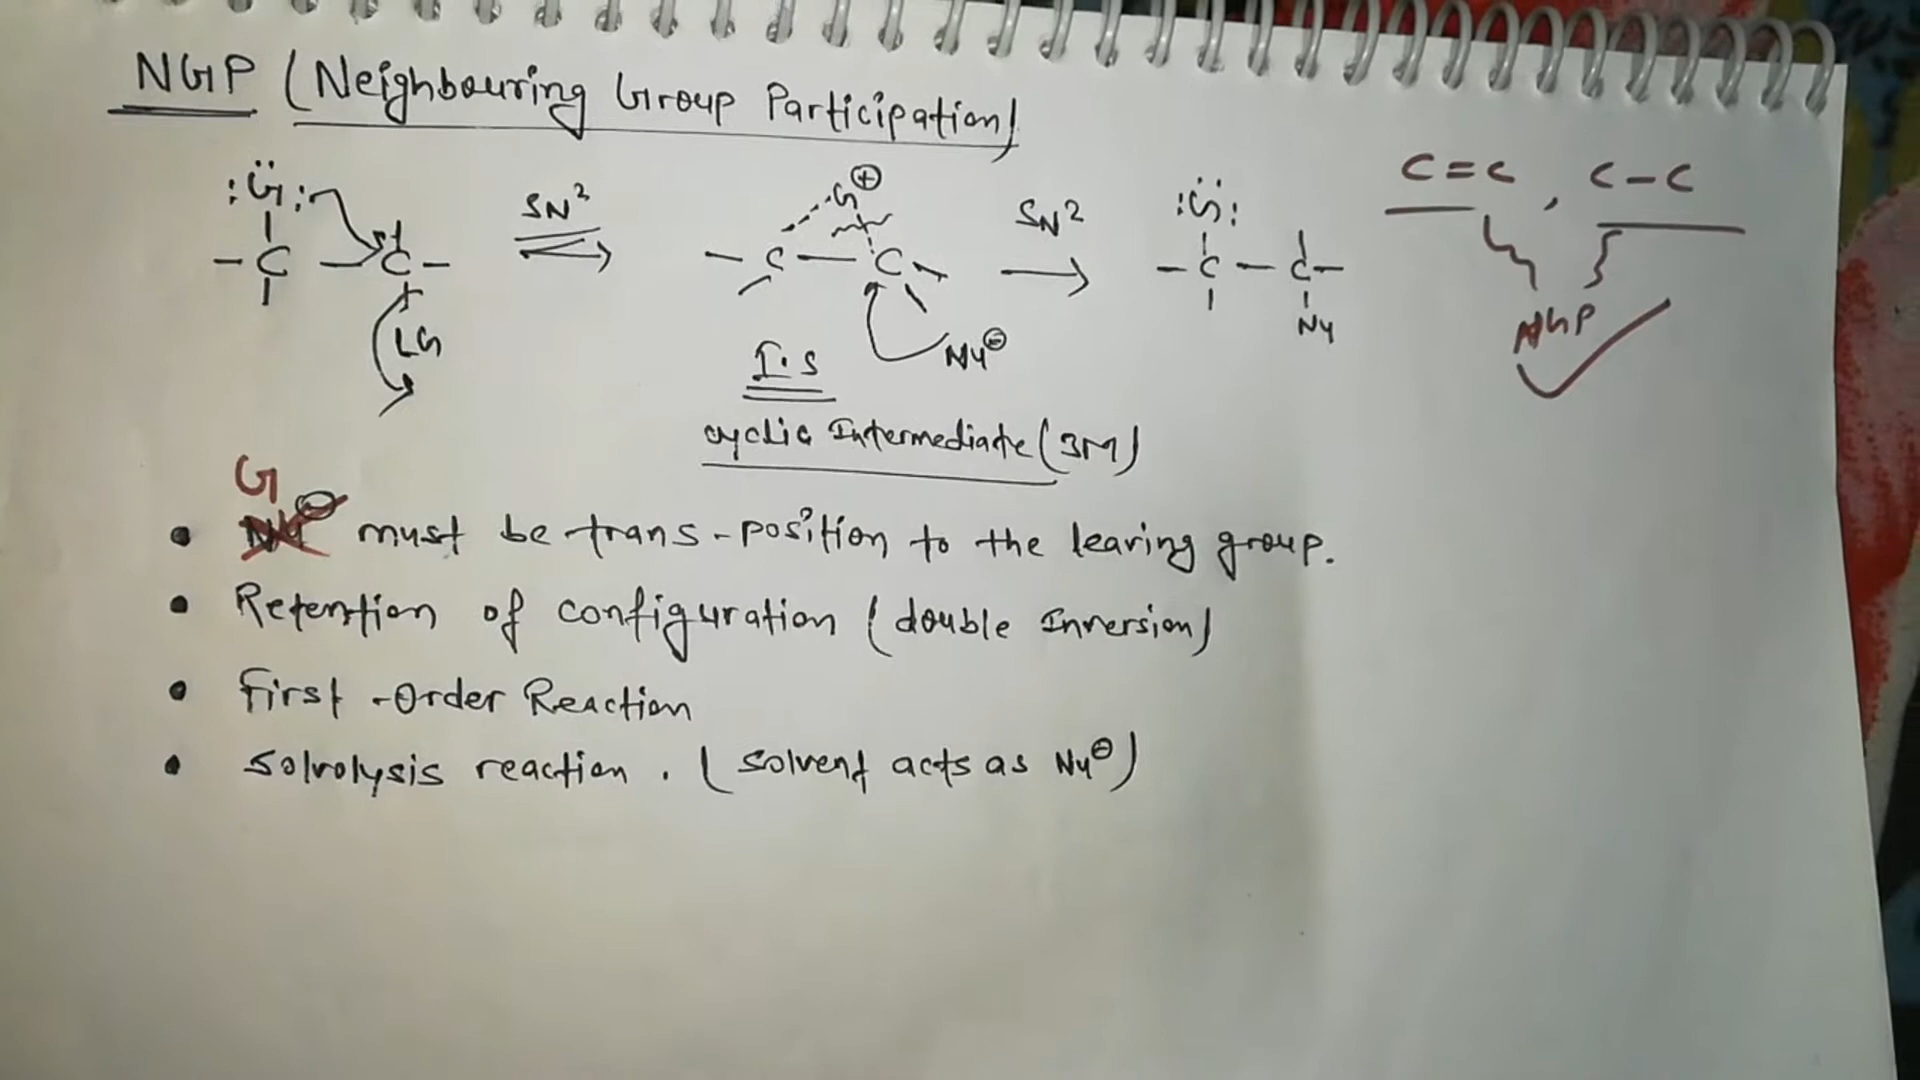 NGP (Neighbouring Group Participation)
:G̈: SN² G⊕ SN² :G̈: C=C , C-C
-C-C- ⇌ -C-C- → -C-C-
LG I.S Nu⊖ Nu NGP ✓
cyclic Intermediate (3M)
G
• Nu⊖ must be trans-position to the leaving group.
• Retention of configuration (double Inversion)
• First-Order Reaction
• Solvolysis reaction. (solvent acts as Nu⊖)